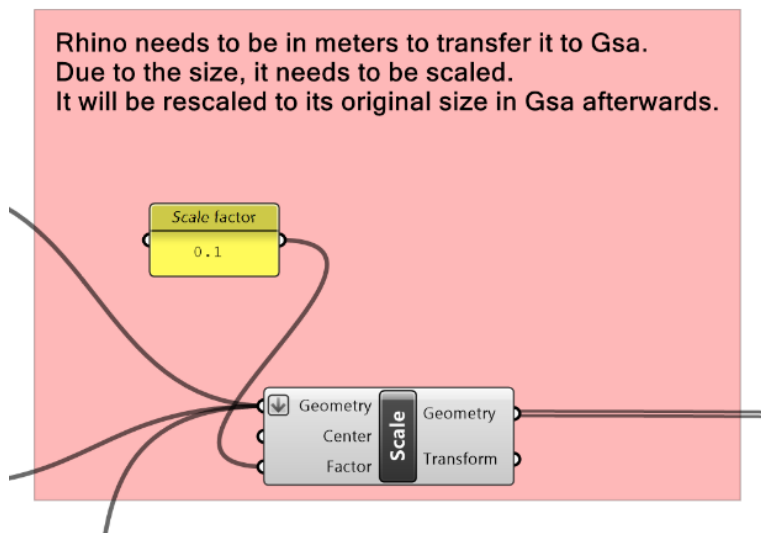 Rhino needs to be in meters to transfer it to Gsa.
Due to the size, it needs to be scaled.
It will be rescaled to its original size in Gsa afterwards.
Scale factor
0.1
Geometry
Center
Factor
Scale
Geometry
Transform